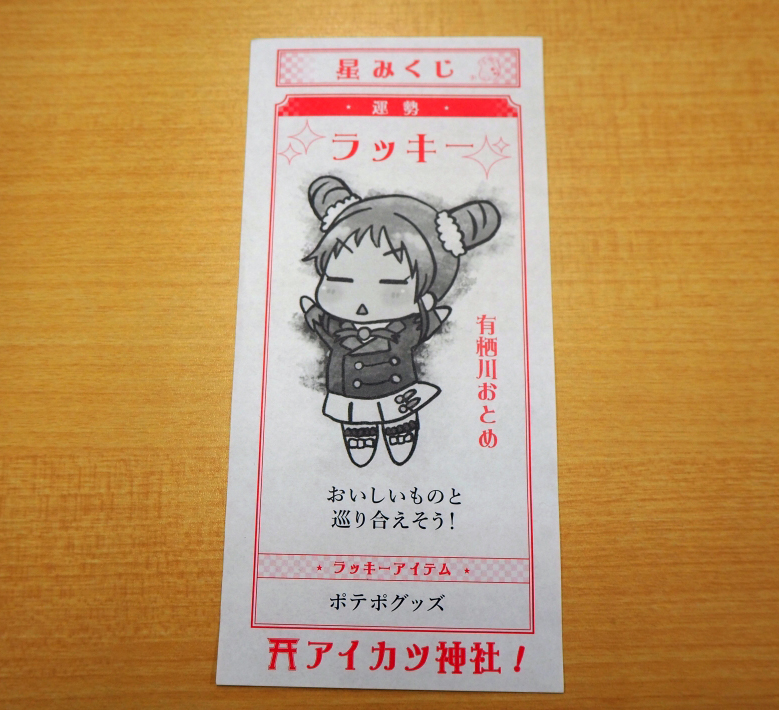 星みくじ
・運勢・
ラッキー
有栖川おとめ
おいしいものと
巡り合えそう!
★ラッキーアイテム★
ポテポグッズ
アイカツ神社!